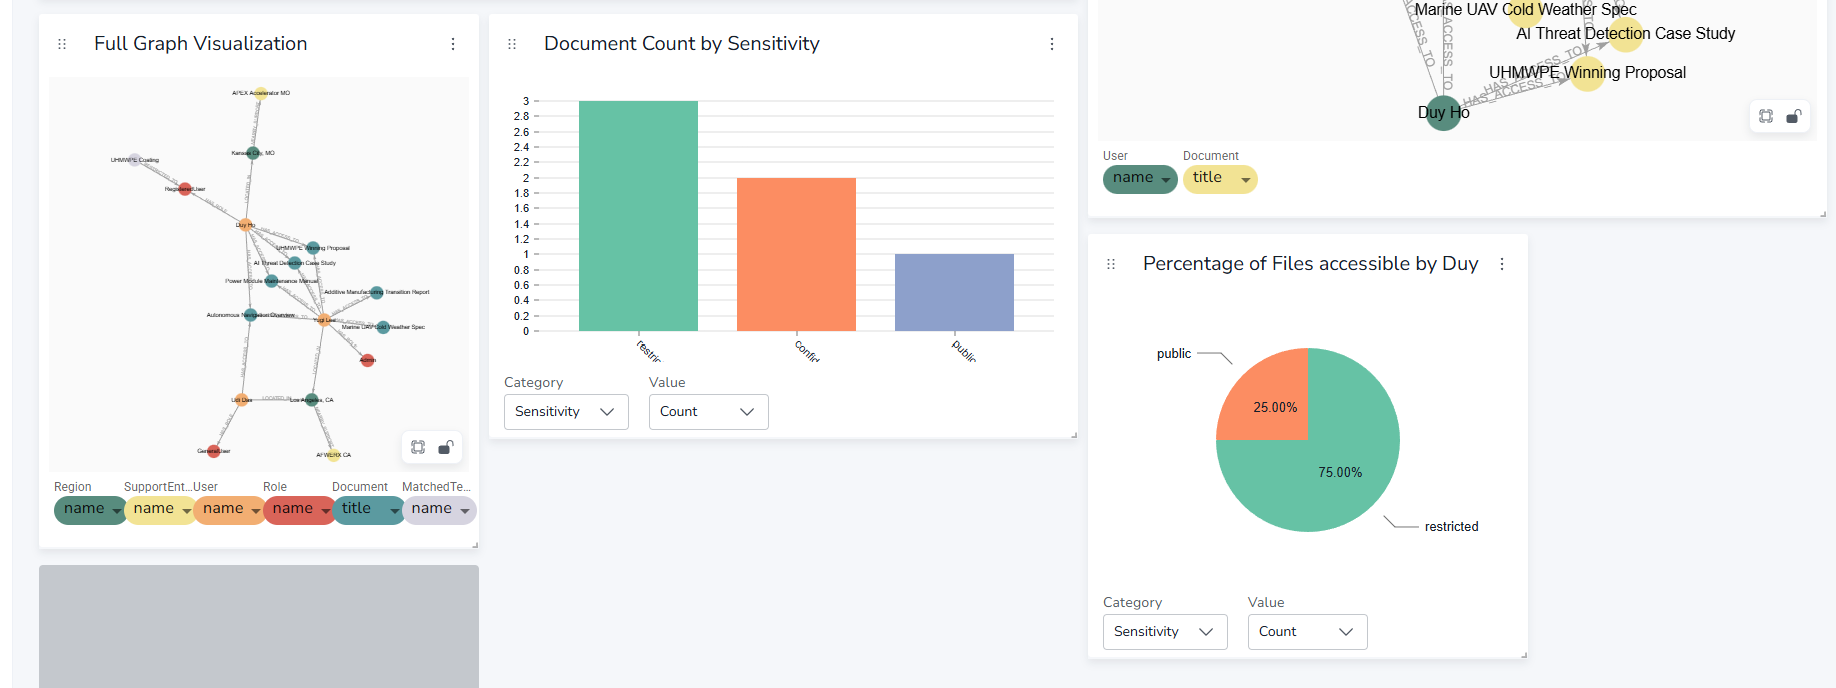 Full Graph Visualization
APEX Accelerator MO
Kansas City, MO
UHMWPE Coating
RegisteredUser
Duy Ho
UHMWPE Winning Proposal
AI Threat Detection Case Study
Power Module Maintenance Manual
Additive Manufacturing Transition Report
Autonomous Navigation Overview
Yugi Lee
Marine UAV Cold Weather Spec
Admin
LOCATED_IN
Los Angeles, CA
GeneralUser
AFWERX CA
Region SupportEnt... User Role Document MatchedTe...
name name name name title name
Document Count by Sensitivity
3
2.8
2.6
2.4
2.2
2
1.8
1.6
1.4
1.2
1
0.8
0.6
0.4
0.2
0
restric
confid
public
Category Value
Sensitivity Count
Marine UAV Cold Weather Spec
AI Threat Detection Case Study
UHMWPE Winning Proposal
HAS_ACCESS_TO
HAS_ACCESS_TO
Duy Ho
User Document
name title
Percentage of Files accessible by Duy
public
25.00%
75.00%
restricted
Category Value
Sensitivity Count